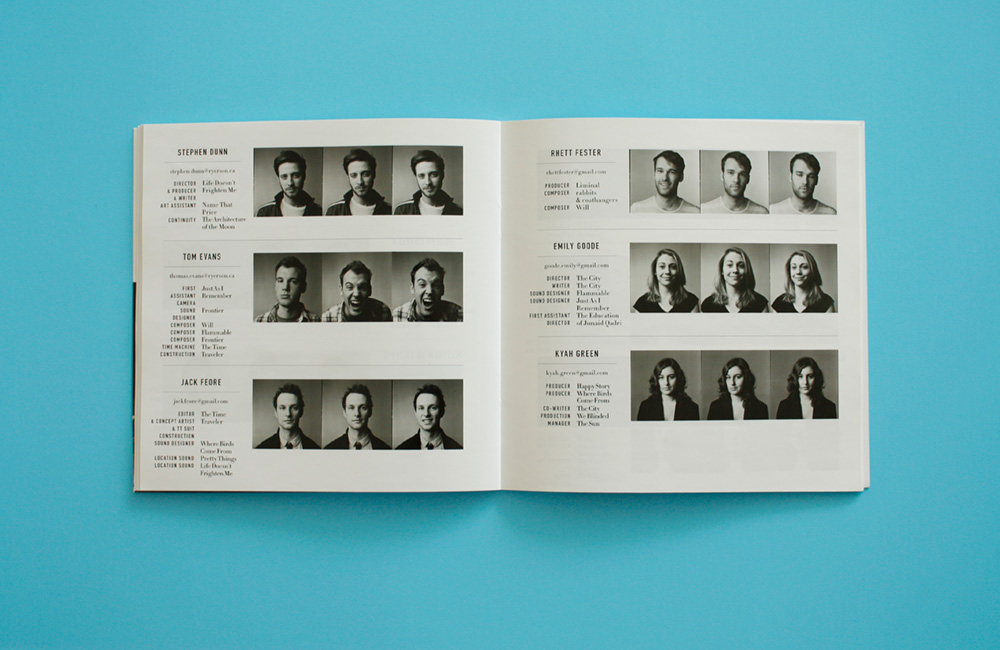 STEPHEN DUNN
stephen.dunn@ryerson.ca
DIRECTOR Life Doesn't
& PRODUCER Frighten Me
& WRITER
ART ASSISTANT Name That
Price
CONTINUITY The Architecture
of the Moon
TOM EVANS
thomas.evans@ryerson.ca
FIRST Just As I
ASSISTANT Remember
CAMERA
SOUND Frontier
DESIGNER
COMPOSER Will
COMPOSER Flammable
COMPOSER Frontier
TIME MACHINE The Time
CONSTRUCTION Traveler
JACK FEORE
jackfeore@gmail.com
EDITOR The Time
& CONCEPT ARTIST Traveler
& TT SUIT
CONSTRUCTION
SOUND DESIGNER Where Birds
Come From
LOCATION SOUND Pretty Things
LOCATION SOUND Life Doesn't
Frighten Me
RHETT FESTER
rhettfester@gmail.com
PRODUCER Liminal
COMPOSER rabbits
& coathangers
COMPOSER Will
EMILY GOODE
goode.emily@gmail.com
DIRECTOR The City
WRITER The City
SOUND DESIGNER Flammable
SOUND DESIGNER Just As I
Remember
FIRST ASSISTANT The Education
DIRECTOR of Junaid Qadri
KYAH GREEN
kyah.green@gmail.com
PRODUCER Happy Story
PRODUCER Where Birds
Come From
CO-WRITER The City
PRODUCTION We Blinded
MANAGER The Sun